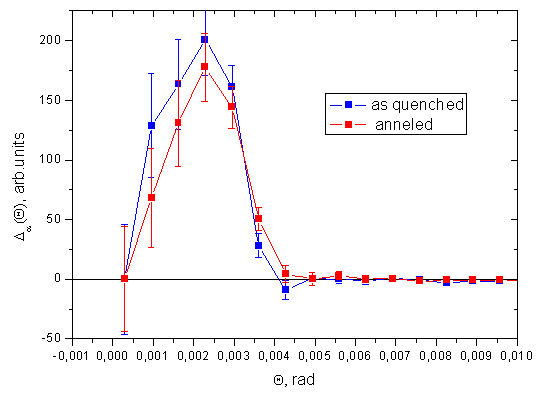 200
150
100
50
0
-50
Δ∞(Θ), arb.units
as quenched
anneled
-0,001 0,000 0,001 0,002 0,003 0,004 0,005 0,006 0,007 0,008 0,009 0,010
Θ, rad